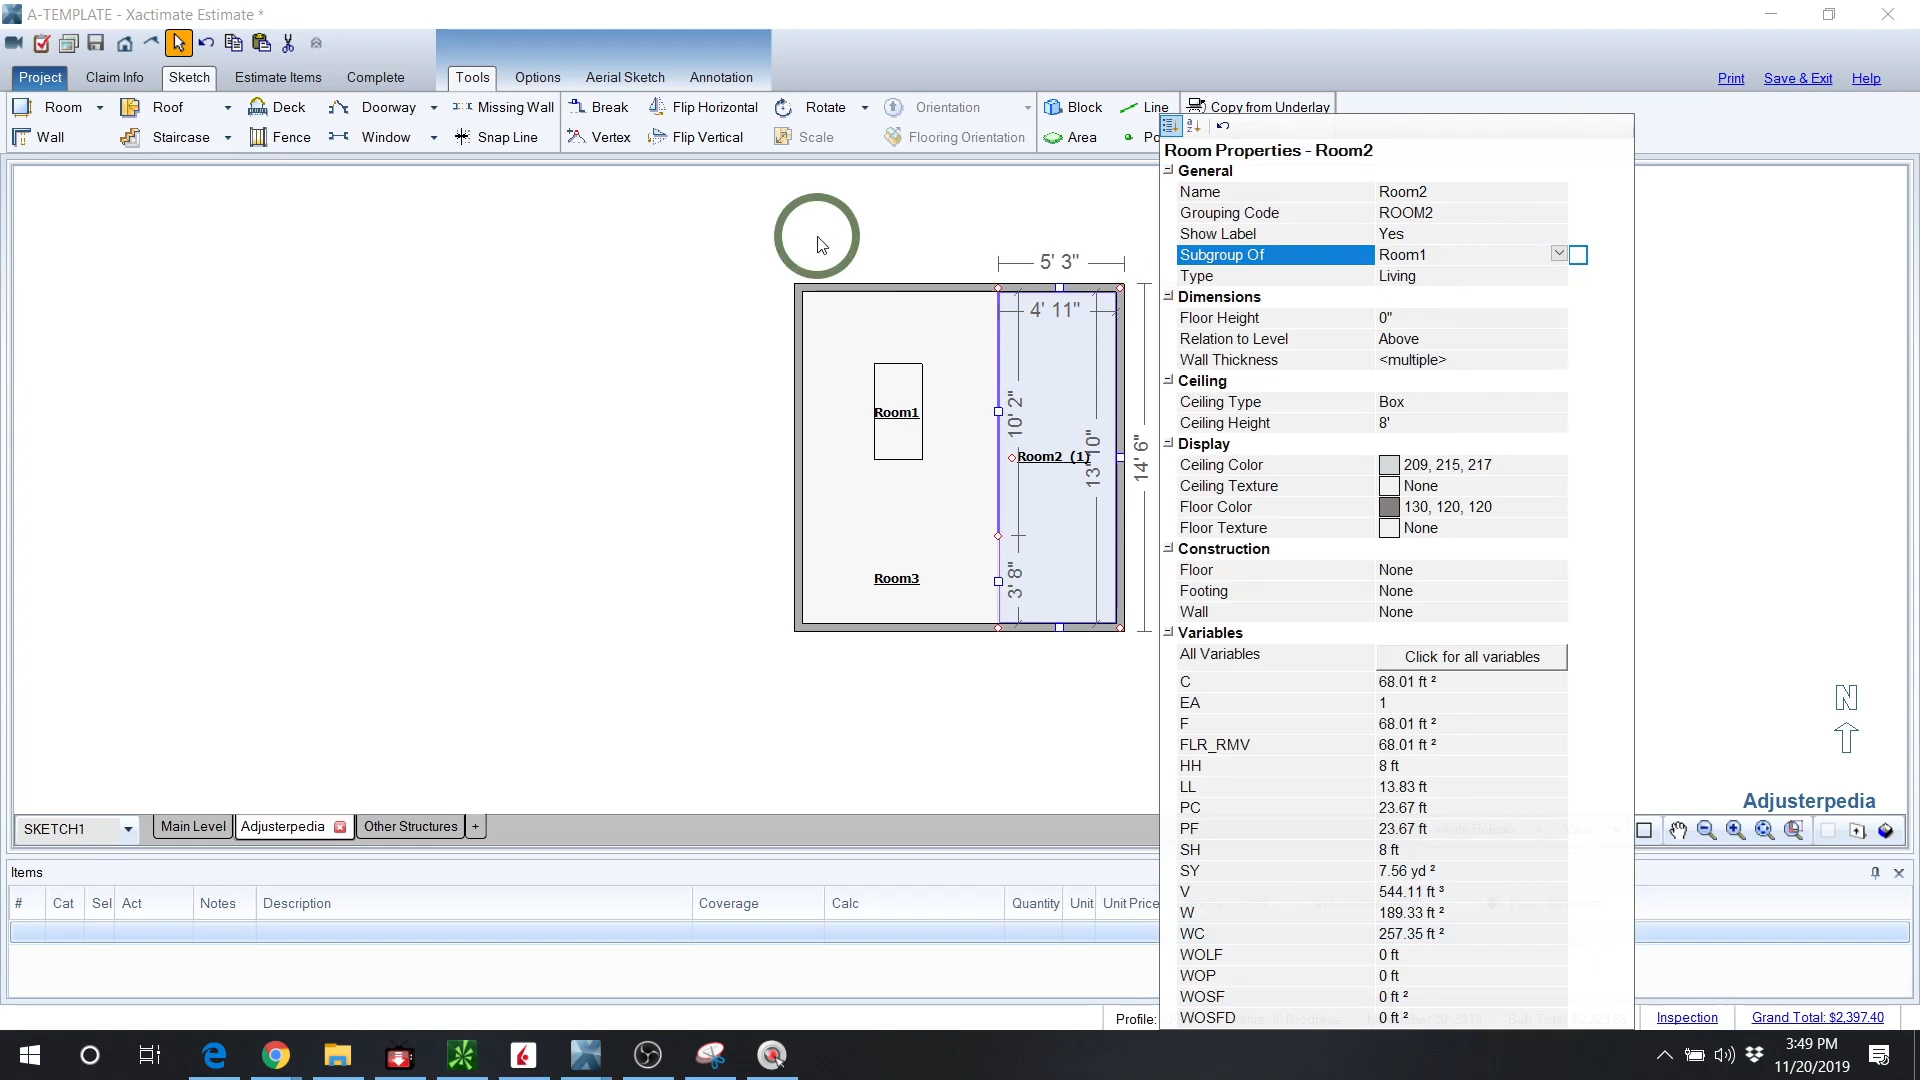 A-TEMPLATE - Xactimate Estimate *
Project Claim Info Sketch Estimate Items Complete Tools Options Aerial Sketch Annotation Print Save & Exit Help
Room Roof Deck Doorway Missing Wall Break Flip Horizontal Rotate Orientation Block Line Copy from Underlay
Wall Staircase Fence Window Snap Line Vertex Flip Vertical Scale Flooring Orientation Area
Room Properties - Room2
General
Name Room2
Grouping Code ROOM2
Show Label Yes
Subgroup Of Room1
Type Living
Dimensions
Floor Height 0"
Relation to Level Above
Wall Thickness <multiple>
Ceiling
Ceiling Type Box
Ceiling Height 8'
Display
Ceiling Color 209, 215, 217
Ceiling Texture None
Floor Color 130, 120, 120
Floor Texture None
Construction
Floor None
Footing None
Wall None
Variables
All Variables Click for all variables
C 68.01 ft ²
EA 1
F 68.01 ft ²
FLR_RMV 68.01 ft ²
HH 8 ft
LL 13.83 ft
PC 23.67 ft
PF 23.67 ft
SH 8 ft
SY 7.56 yd ²
V 544.11 ft ³
W 189.33 ft ²
WC 257.35 ft ²
WOLF 0 ft
WOP 0 ft
WOSF 0 ft ²
WOSFD 0 ft ²
5' 3"
4' 11"
10' 2"
13' 10"
14' 6"
3' 8"
Room1
Room2 (1)
Room3
N
Adjusterpedia
SKETCH1 Main Level Adjusterpedia Other Structures +
Items
# Cat Sel Act Notes Description Coverage Calc Quantity Unit Unit Price
Profile: Inspection Grand Total: $2,397.40
3:49 PM
11/20/2019